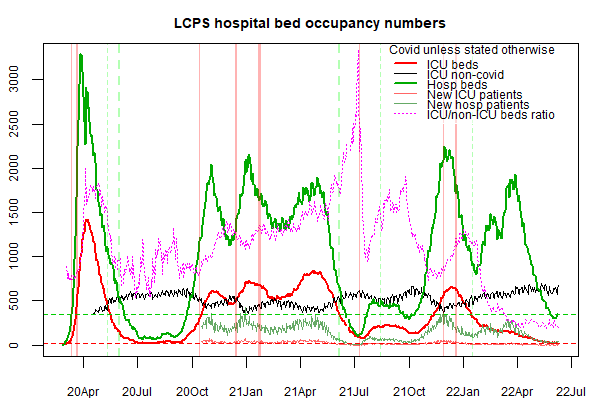 LCPS hospital bed occupancy numbers
Covid unless stated otherwise
ICU beds
ICU non-covid
Hosp beds
New ICU patients
New hosp patients
ICU/non-ICU beds ratio
3000
2500
2000
1500
1000
500
0
20Apr 20Jul 20Oct 21Jan 21Apr 21Jul 21Oct 22Jan 22Apr 22Jul